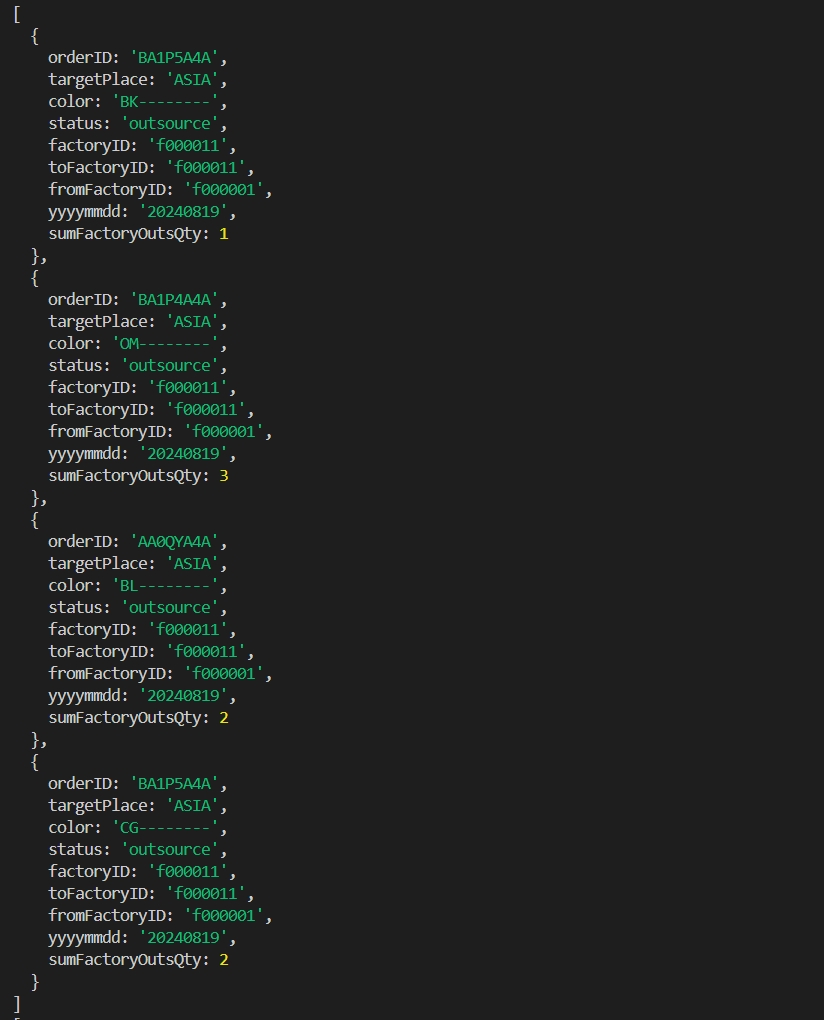 [
  {
    orderID: 'BA1P5A4A',
    targetPlace: 'ASIA',
    color: 'BK--------',
    status: 'outsource',
    factoryID: 'f000011',
    toFactoryID: 'f000011',
    fromFactoryID: 'f000001',
    yyyymmdd: '20240819',
    sumFactoryOutsQty: 1
  },
  {
    orderID: 'BA1P4A4A',
    targetPlace: 'ASIA',
    color: 'OM--------',
    status: 'outsource',
    factoryID: 'f000011',
    toFactoryID: 'f000011',
    fromFactoryID: 'f000001',
    yyyymmdd: '20240819',
    sumFactoryOutsQty: 3
  },
  {
    orderID: 'AA0QYA4A',
    targetPlace: 'ASIA',
    color: 'BL--------',
    status: 'outsource',
    factoryID: 'f000011',
    toFactoryID: 'f000011',
    fromFactoryID: 'f000001',
    yyyymmdd: '20240819',
    sumFactoryOutsQty: 2
  },
  {
    orderID: 'BA1P5A4A',
    targetPlace: 'ASIA',
    color: 'CG--------',
    status: 'outsource',
    factoryID: 'f000011',
    toFactoryID: 'f000011',
    fromFactoryID: 'f000001',
    yyyymmdd: '20240819',
    sumFactoryOutsQty: 2
  }
]